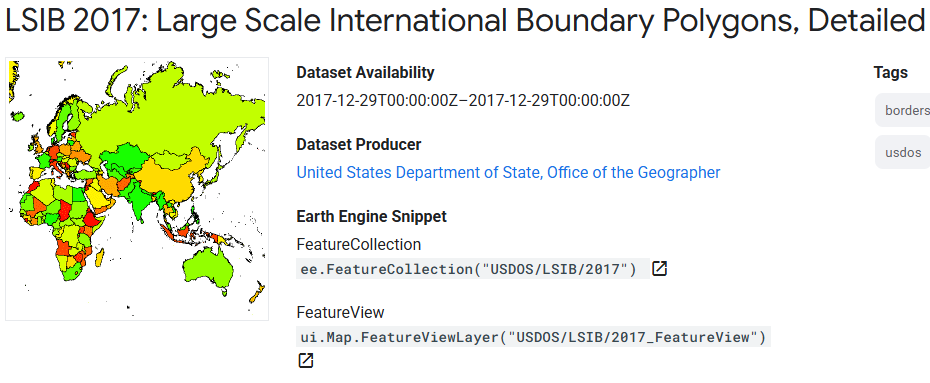 LSIB 2017: Large Scale International Boundary Polygons, Detailed
Dataset Availability
2017-12-29T00:00:00Z–2017-12-29T00:00:00Z
Dataset Producer
United States Department of State, Office of the Geographer
Earth Engine Snippet
FeatureCollection
ee.FeatureCollection("USDOS/LSIB/2017")
FeatureView
ui.Map.FeatureViewLayer("USDOS/LSIB/2017_FeatureView")
Tags
borders
usdos